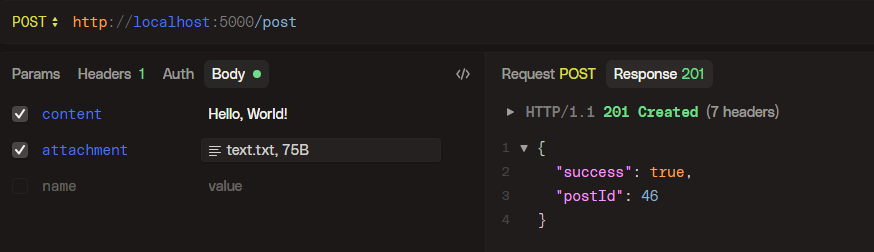 POST http://localhost:5000/post
Params Headers 1 Auth Body </>
content Hello, World!
attachment text.txt, 75B
name value
Request POST Response 201
HTTP/1.1 201 Created (7 headers)
1 {
2 "success": true,
3 "postId": 46
4 }